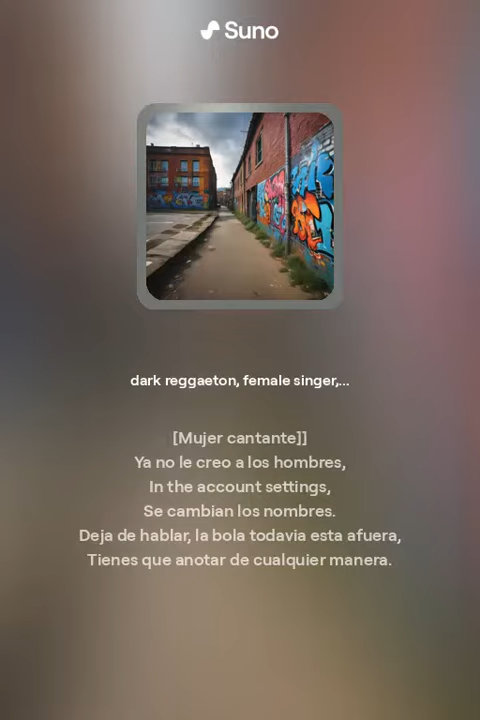 Suno
dark reggaeton, female singer,...
[Mujer cantante]]
Ya no le creo a los hombres,
In the account settings,
Se cambian los nombres.
Deja de hablar, la bola todavia esta afuera,
Tienes que anotar de cualquier manera.